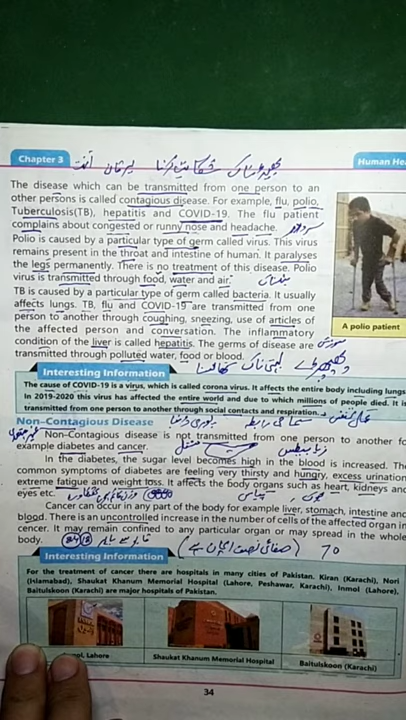 Chapter 3
Human Hea
The disease which can be transmitted from one person to an
other persons is called contagious disease. For example, flu, polio,
Tuberculosis(TB), hepatitis and COVID-19. The flu patient
complains about congested or runny nose and headache.
Polio is caused by a particular type of germ called virus. This virus
remains present in the throat and intestine of human. It paralyses
the legs permanently. There is no treatment of this disease. Polio
virus is transmitted through food, water and air.
TB is caused by a particular type of germ called bacteria. It usually
affects lungs. TB, flu and COVID-19 are transmitted from one
person to another through coughing, sneezing, use of articles of
the affected person and conversation. The inflammatory
condition of the liver is called hepatitis. The germs of disease are
transmitted through polluted water, food or blood.
A polio patient
Interesting Information
The cause of COVID-19 is a virus, which is called corona virus. It affects the entire body including lungs
In 2019-2020 this virus has affected the entire world and due to which millions of people died. It is
transmitted from one person to another through social contacts and respiration.
Non-Contagious Disease
Non-Contagious disease is not transmitted from one person to another fo
example diabetes and cancer.
In the diabetes, the sugar level becomes high in the blood is increased. The
common symptoms of diabetes are feeling very thirsty and hungry, excess urination
extreme fatigue and weight loss. It affects the body organs such as heart, kidneys and
eyes etc.
Cancer can occur in any part of the body for example liver, stomach, intestine and
blood. There is an uncontrolled increase in the number of cells of the affected organ in
cancer. It may remain confined to any particular organ or may spread in the whole
body.
70
Interesting Information
For the treatment of cancer there are hospitals in many cities of Pakistan. Kiran (Karachi), Nori
(Islamabad), Shaukat Khanum Memorial Hospital (Lahore, Peshawar, Karachi), Inmol (Lahore),
Baitulskoon (Karachi) are major hospitals of Pakistan.
Lahore
Shaukat Khanum Memorial Hospital
Baitulskoon (Karachi)
34